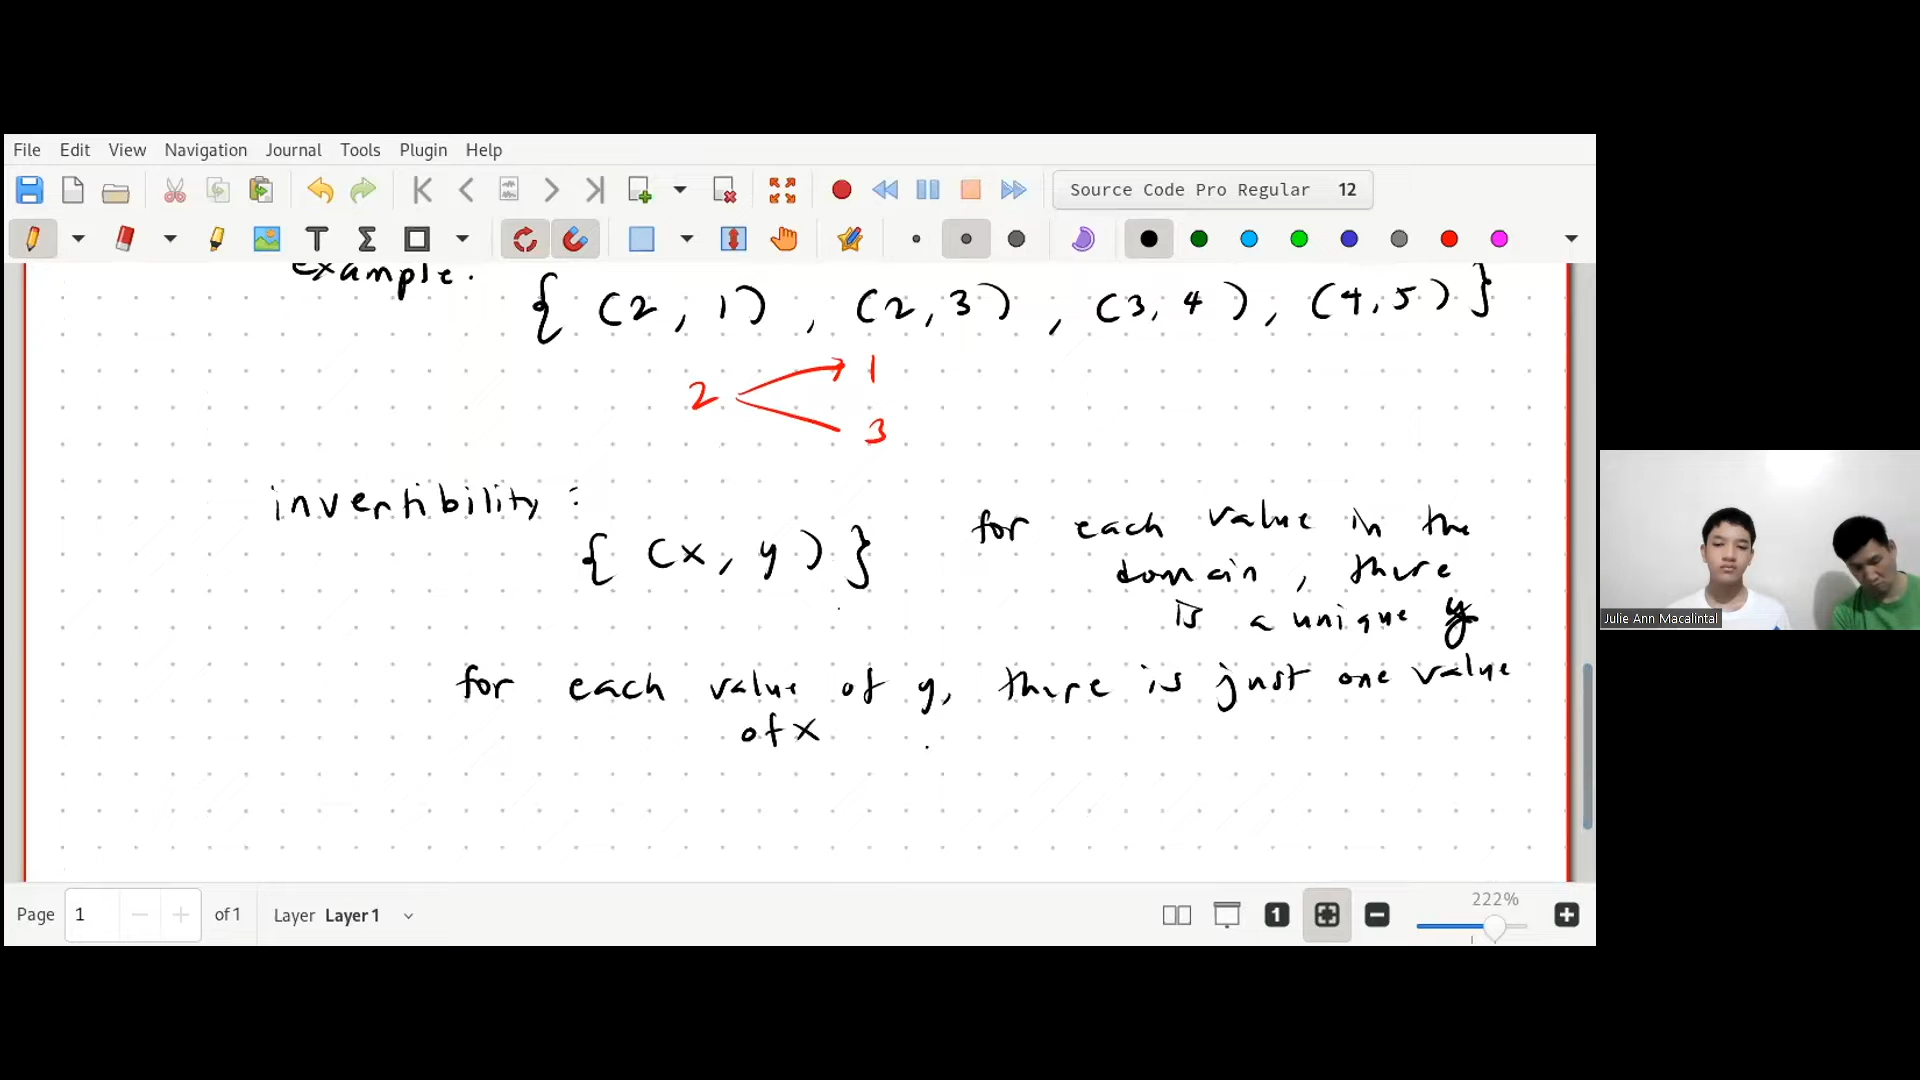 File Edit View Navigation Journal Tools Plugin Help
Source Code Pro Regular 12
example.
{ (2, 1) , (2, 3) , (3, 4) , (4, 5) }
2 1
3
invertibility :
{ (x, y) }
for each value in the
domain, there
is a unique y
for each value of y, there is just one value
of x
Julie Ann Macalintal
Page 1 of 1 Layer Layer 1 222%